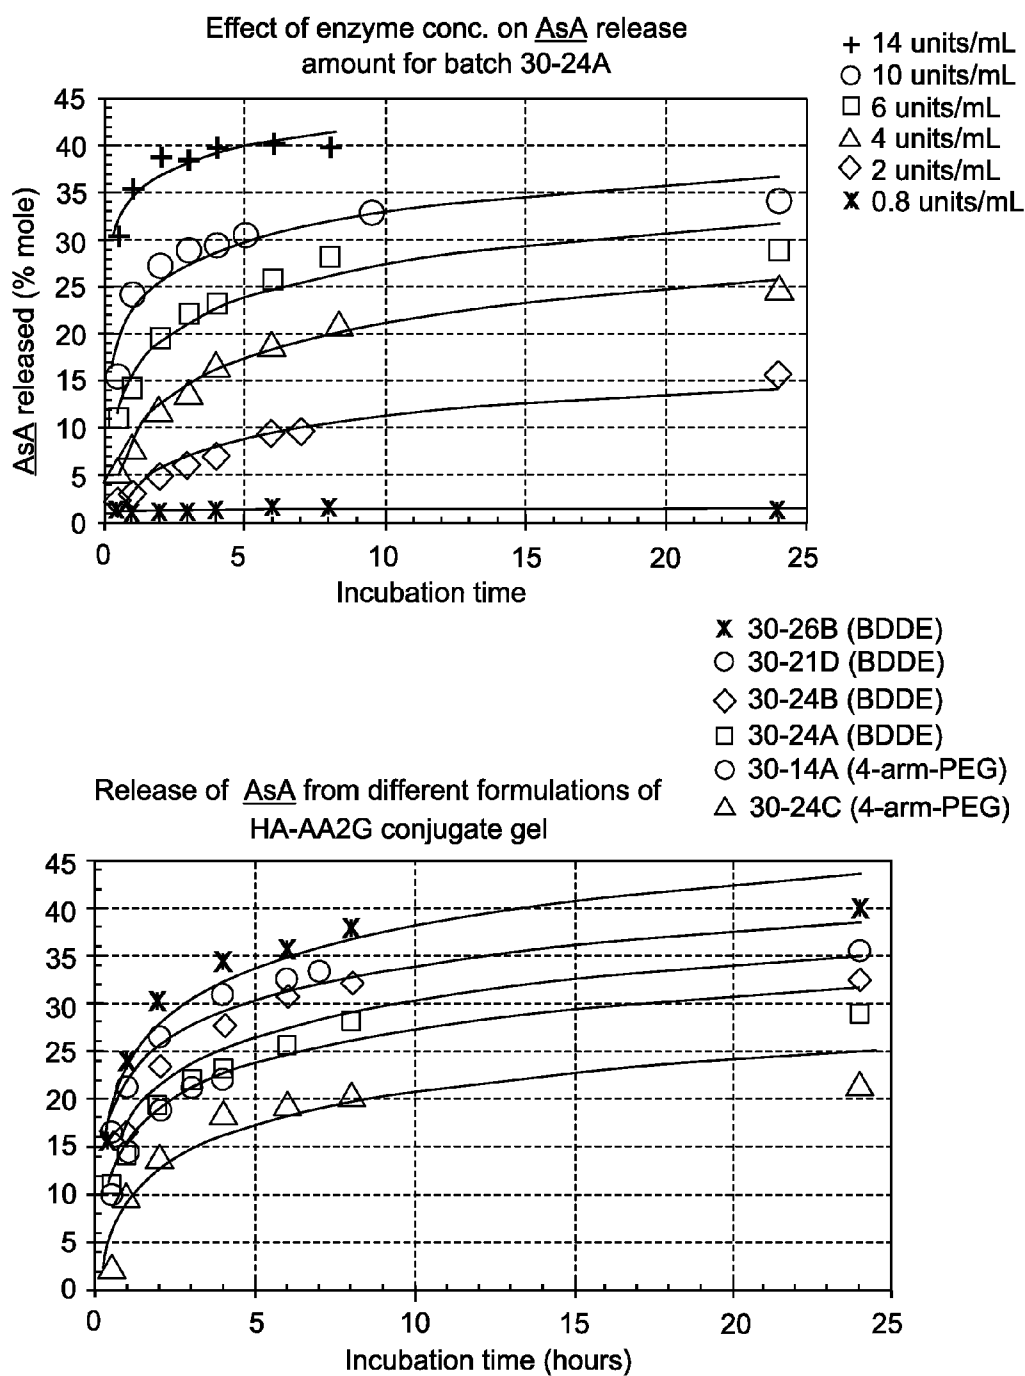 Effect of enzyme conc. on AsA release
amount for batch 30-24A
14 units/mL
10 units/mL
6 units/mL
4 units/mL
2 units/mL
0.8 units/mL
AsA released (% mole)
45
40
35
30
25
20
15
10
5
0
0 5 10 15 20 25
Incubation time
30-26B (BDDE)
30-21D (BDDE)
30-24B (BDDE)
30-24A (BDDE)
30-14A (4-arm-PEG)
30-24C (4-arm-PEG)
Release of AsA from different formulations of
HA-AA2G conjugate gel
45
40
35
30
25
20
15
10
5
0
0 5 10 15 20 25
Incubation time (hours)